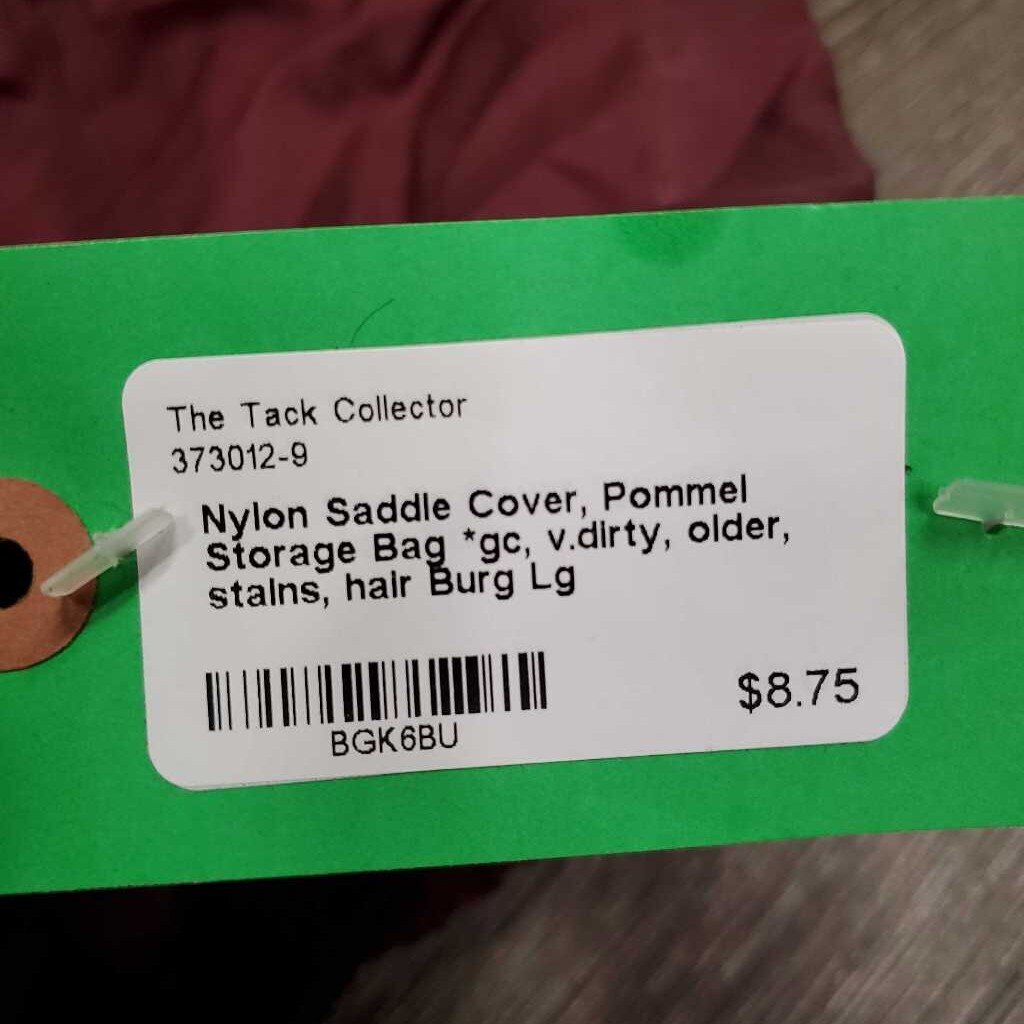 The Tack Collector
373012-9
Nylon Saddle Cover, Pommel
Storage Bag *gc, v.dirty, older,
stains, hair Burg Lg
BGK6BU
$8.75